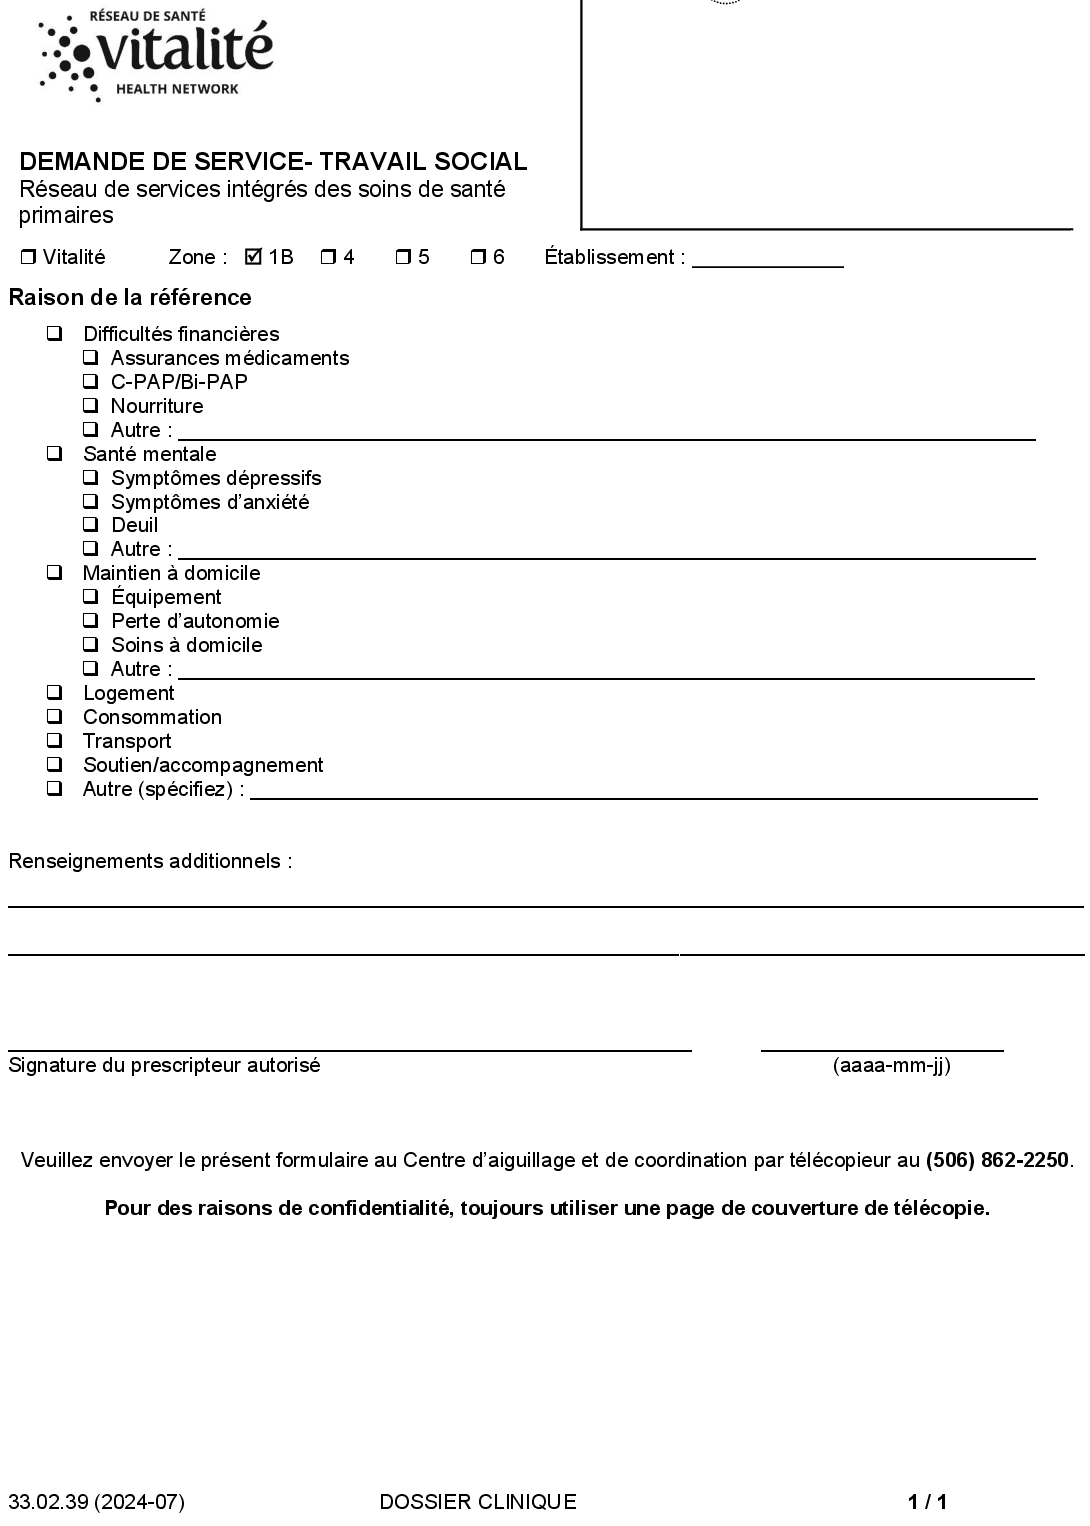 RÉSEAU DE SANTÉ
vitalité
HEALTH NETWORK
DEMANDE DE SERVICE- TRAVAIL SOCIAL
Réseau de services intégrés des soins de santé
primaires
❒ Vitalité Zone : ☑ 1B ❒ 4 ❒ 5 ❒ 6 Établissement : ______________
Raison de la référence
❑ Difficultés financières
❑ Assurances médicaments
❑ C-PAP/Bi-PAP
❑ Nourriture
❑ Autre :
❑ Santé mentale
❑ Symptômes dépressifs
❑ Symptômes d’anxiété
❑ Deuil
❑ Autre :
❑ Maintien à domicile
❑ Équipement
❑ Perte d’autonomie
❑ Soins à domicile
❑ Autre :
❑ Logement
❑ Consommation
❑ Transport
❑ Soutien/accompagnement
❑ Autre (spécifiez) :
Renseignements additionnels :
Signature du prescripteur autorisé (aaaa-mm-jj)
Veuillez envoyer le présent formulaire au Centre d’aiguillage et de coordination par télécopieur au (506) 862-2250.
Pour des raisons de confidentialité, toujours utiliser une page de couverture de télécopie.
33.02.39 (2024-07) DOSSIER CLINIQUE 1 / 1